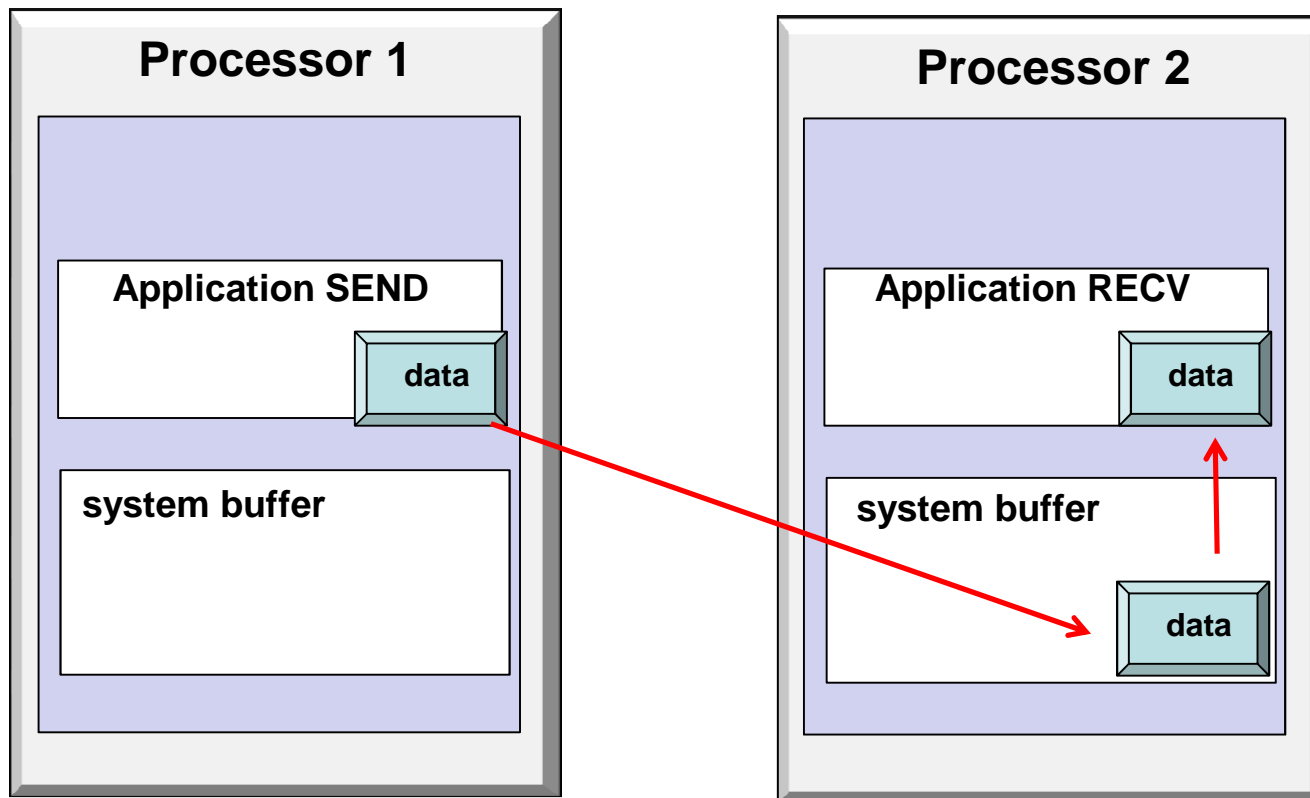 Processor 1
Application SEND
data
system buffer
Processor 2
Application RECV
data
system buffer
data